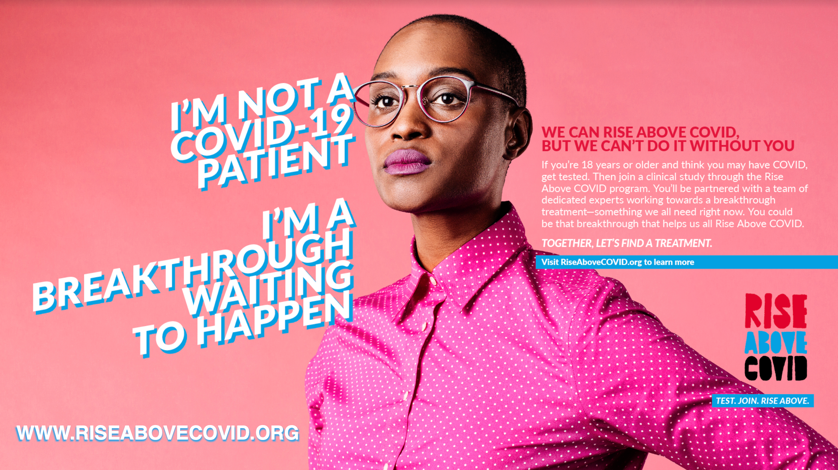 I'M NOT A
COVID-19
PATIENT
I'M A
BREAKTHROUGH
WAITING
TO HAPPEN
WWW.RISEABOVECOVID.ORG
WE CAN RISE ABOVE COVID,
BUT WE CAN'T DO IT WITHOUT YOU
If you're 18 years or older and think you may have COVID,
get tested. Then join a clinical study through the Rise
Above COVID program. You'll be partnered with a team of
dedicated experts working towards a breakthrough
treatment—something we all need right now. You could
be that breakthrough that helps us all Rise Above COVID.
TOGETHER, LET'S FIND A TREATMENT.
Visit RiseAboveCOVID.org to learn more
RISE
ABOVE
COVID
TEST. JOIN. RISE ABOVE.